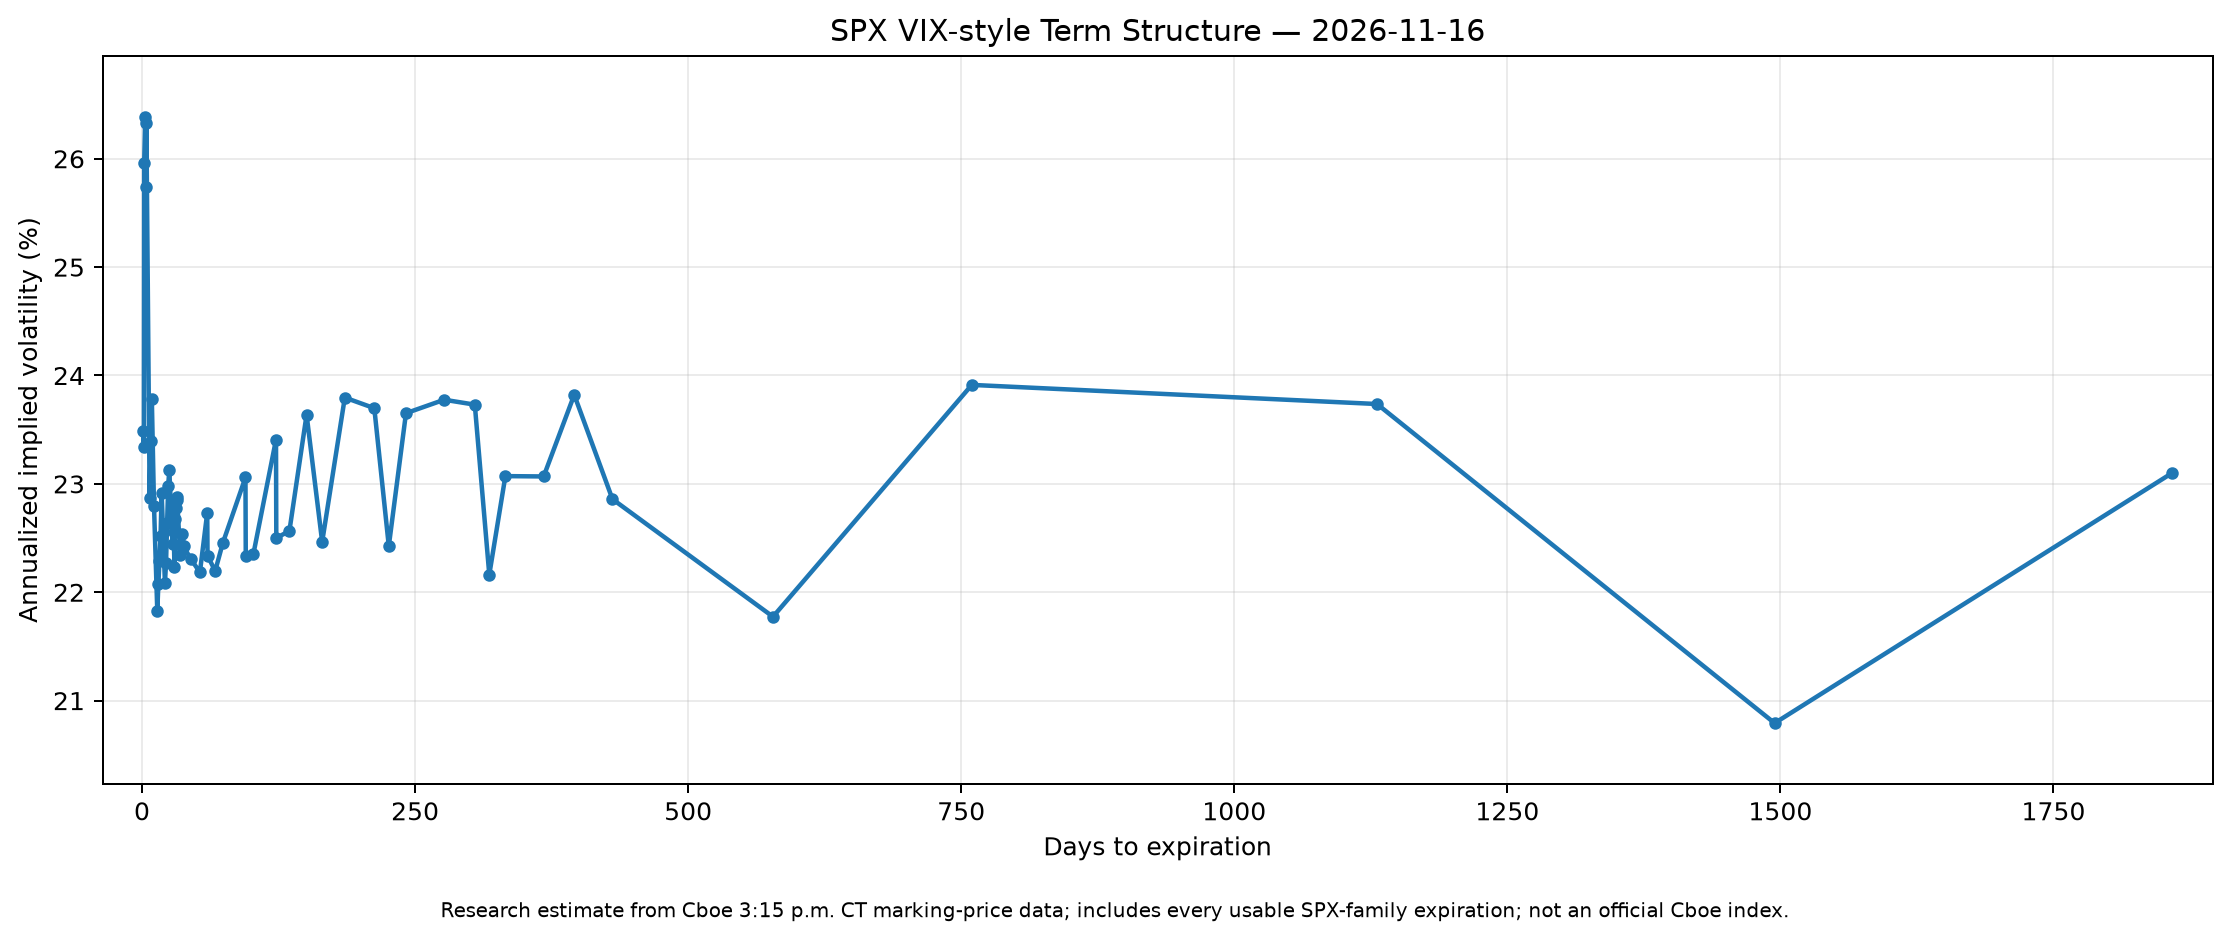 SPX VIX-style Term Structure — 2026-11-16
Annualized implied volatility (%)
26
25
24
23
22
21
0 250 500 750 1000 1250 1500 1750
Days to expiration
Research estimate from Cboe 3:15 p.m. CT marking-price data; includes every usable SPX-family expiration; not an official Cboe index.